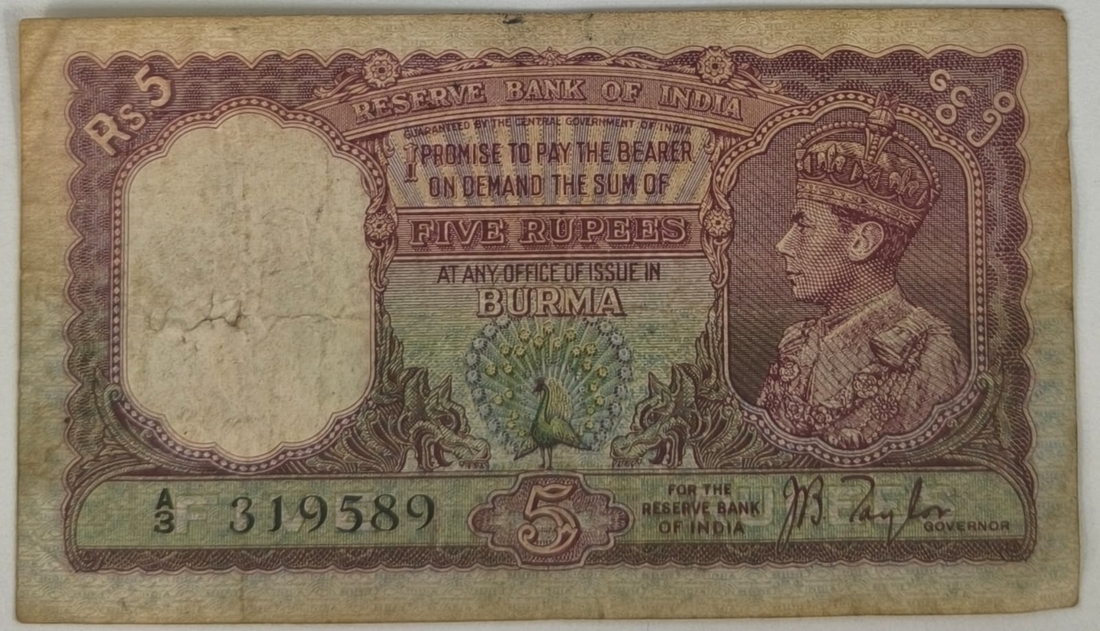 Rs 5
RESERVE BANK OF INDIA
GUARANTEED BY THE CENTRAL GOVERNMENT OF INDIA
I PROMISE TO PAY THE BEARER
ON DEMAND THE SUM OF
FIVE RUPEES
AT ANY OFFICE OF ISSUE IN
BURMA
A/3 319589
5
FOR THE
RESERVE BANK
OF INDIA
JB Taylor
GOVERNOR